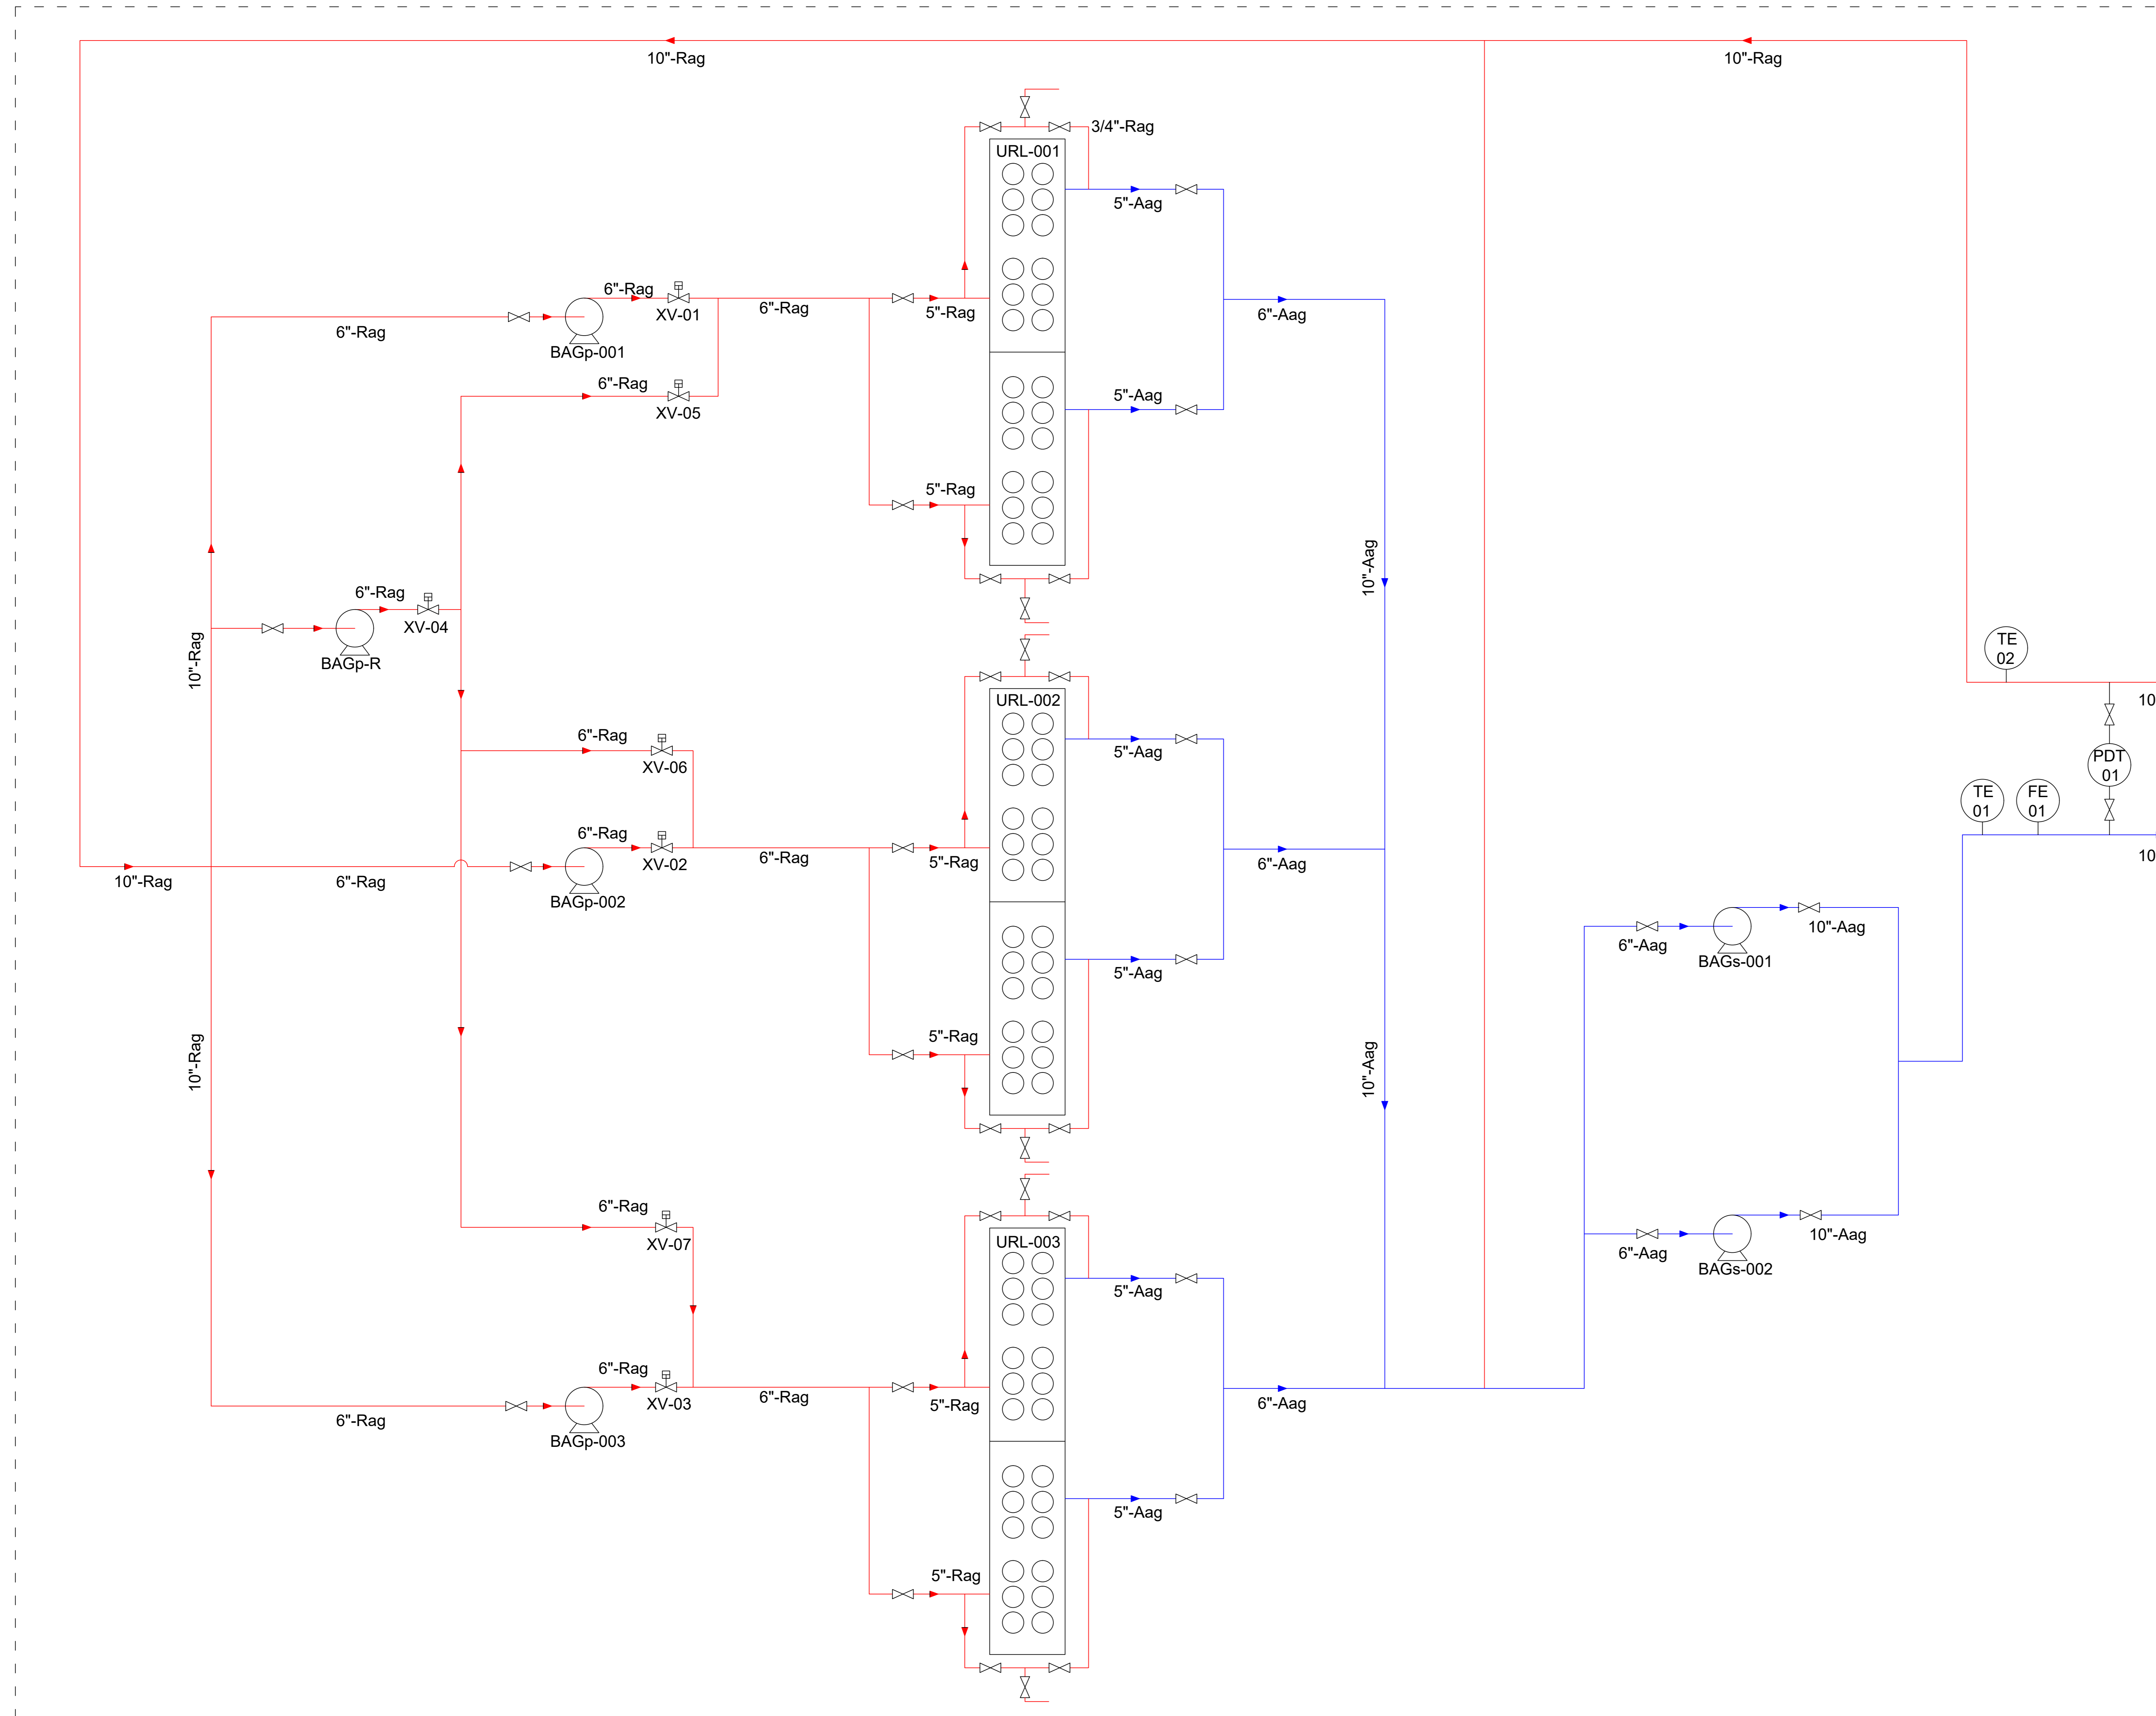 10"-Rag
10"-Rag
3/4"-Rag
URL-001
5"-Aag
6"-Rag
XV-01
6"-Rag
5"-Rag
6"-Aag
6"-Rag
BAGp-001
6"-Rag
XV-05
5"-Aag
5"-Rag
10"-Aag
6"-Rag
XV-04
10"-Rag
BAGp-R
TE
02
URL-002
10
6"-Rag
XV-06
5"-Aag
PDT
01
TE
01
FE
01
6"-Rag
XV-02
6"-Rag
5"-Rag
6"-Aag
10
10"-Rag
6"-Rag
BAGp-002
10"-Aag
6"-Aag
BAGs-001
5"-Aag
5"-Rag
10"-Rag
10"-Aag
6"-Rag
XV-07
URL-003
10"-Aag
6"-Aag
BAGs-002
5"-Aag
6"-Rag
XV-03
6"-Rag
5"-Rag
6"-Aag
6"-Rag
BAGp-003
5"-Aag
5"-Rag